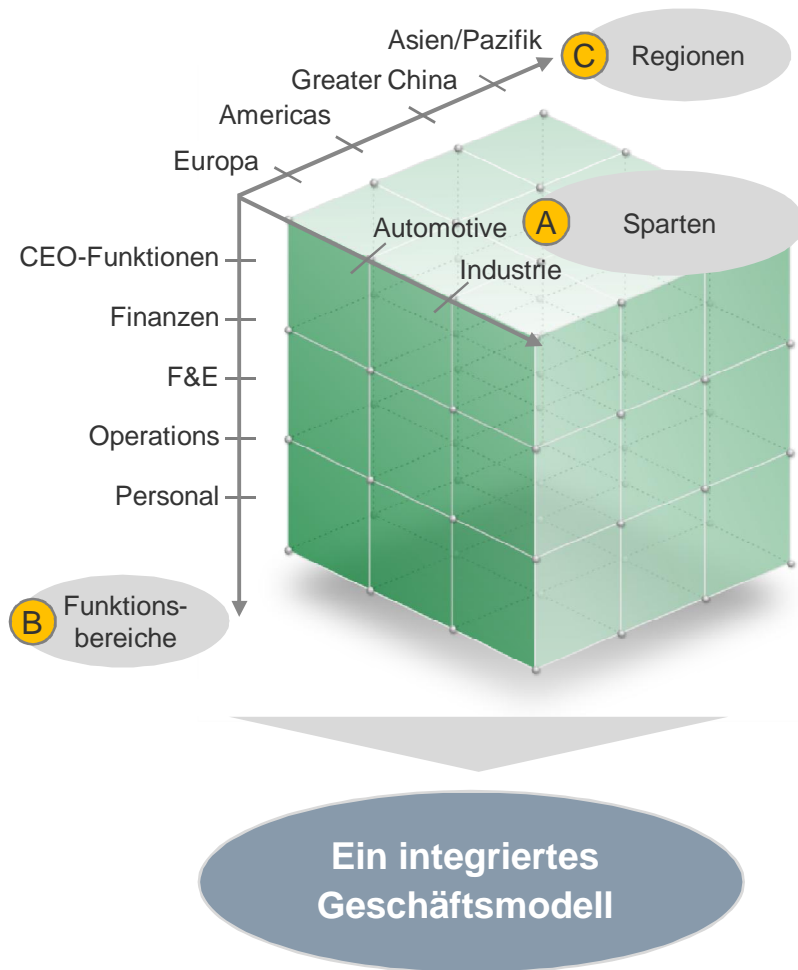 Asien/Pazifik
C
Regionen
Greater China
Americas
Europa
A
Sparten
Automotive
Industrie
CEO-Funktionen
Finanzen
F&E
Operations
Personal
B
Funktions-
bereiche
Ein integriertes
Geschäftsmodell